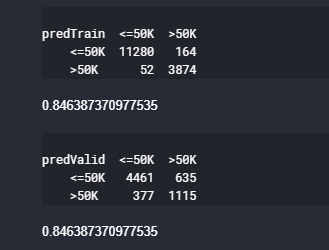 predTrain <=50K >50K
<=50K 11280 164
>50K 52 3874
0.846387370977535
predValid <=50K >50K
<=50K 4461 635
>50K 377 1115
0.846387370977535